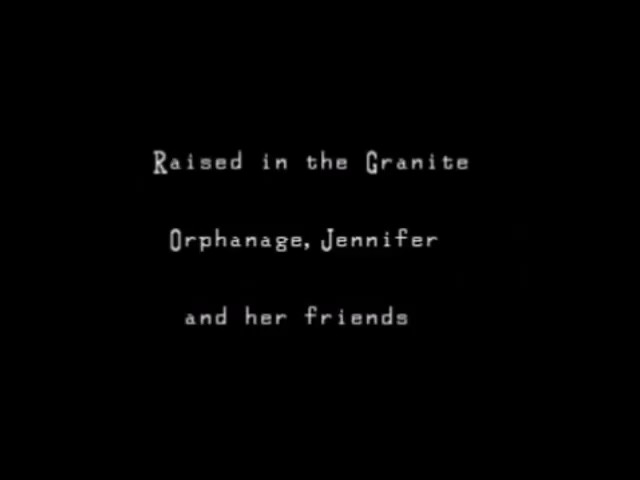 Raised in the Granite
Orphanage, Jennifer
and her friends